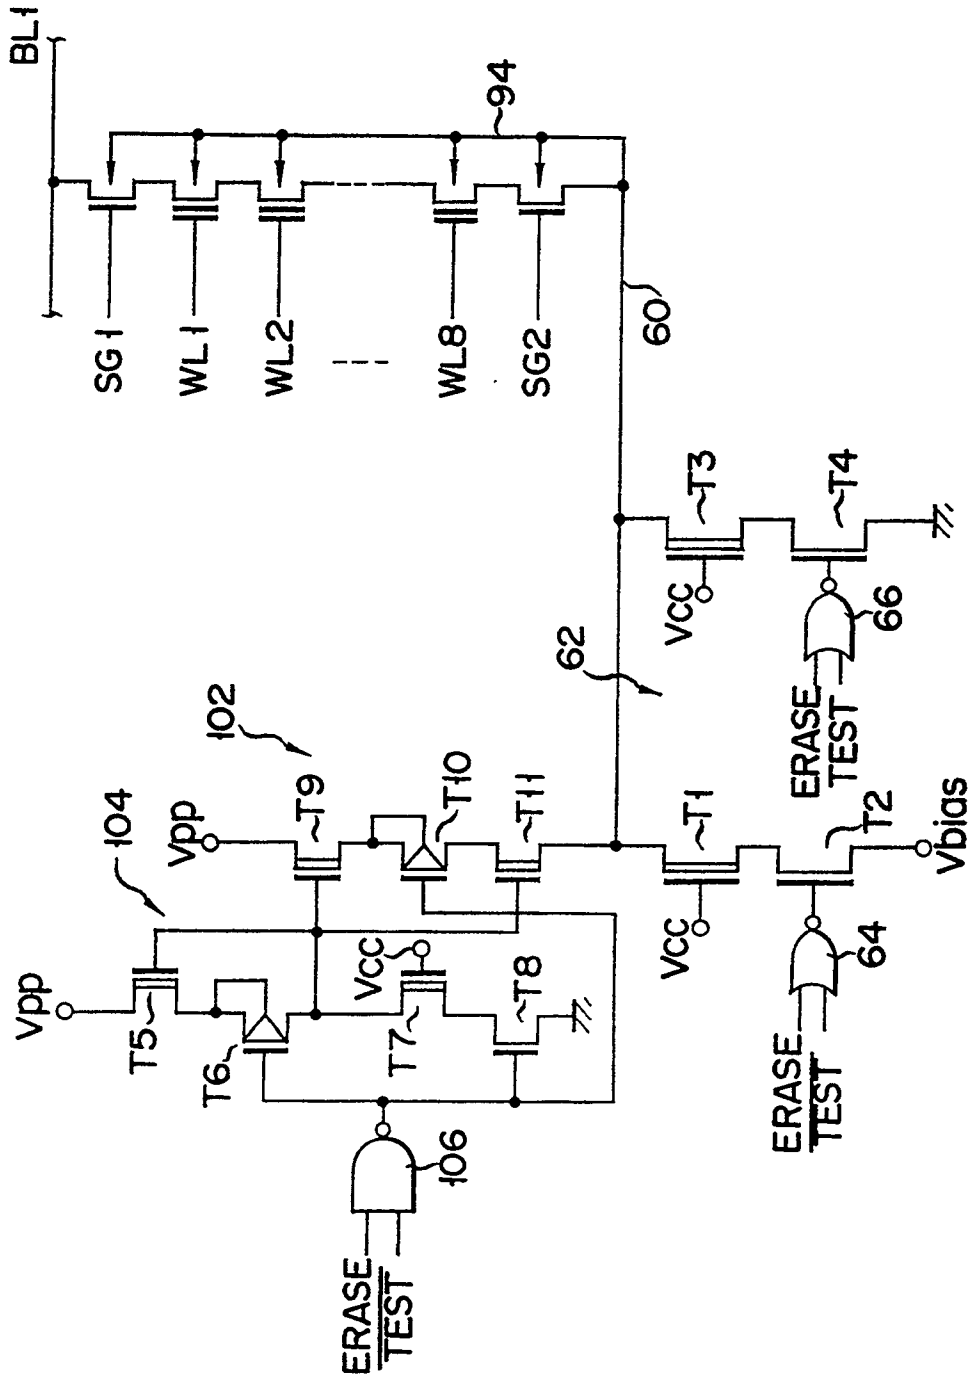 BL1
94
SG1
WL1
WL2
WL8
SG2
60
T3
T4
VCC
66
ERASE
TEST
62
102
104
Vpp
T9
T10
T11
T1
T2
Vbias
VCC
64
ERASE
TEST
Vpp
T5
T6
VCC
T7
T8
106
ERASE
TEST